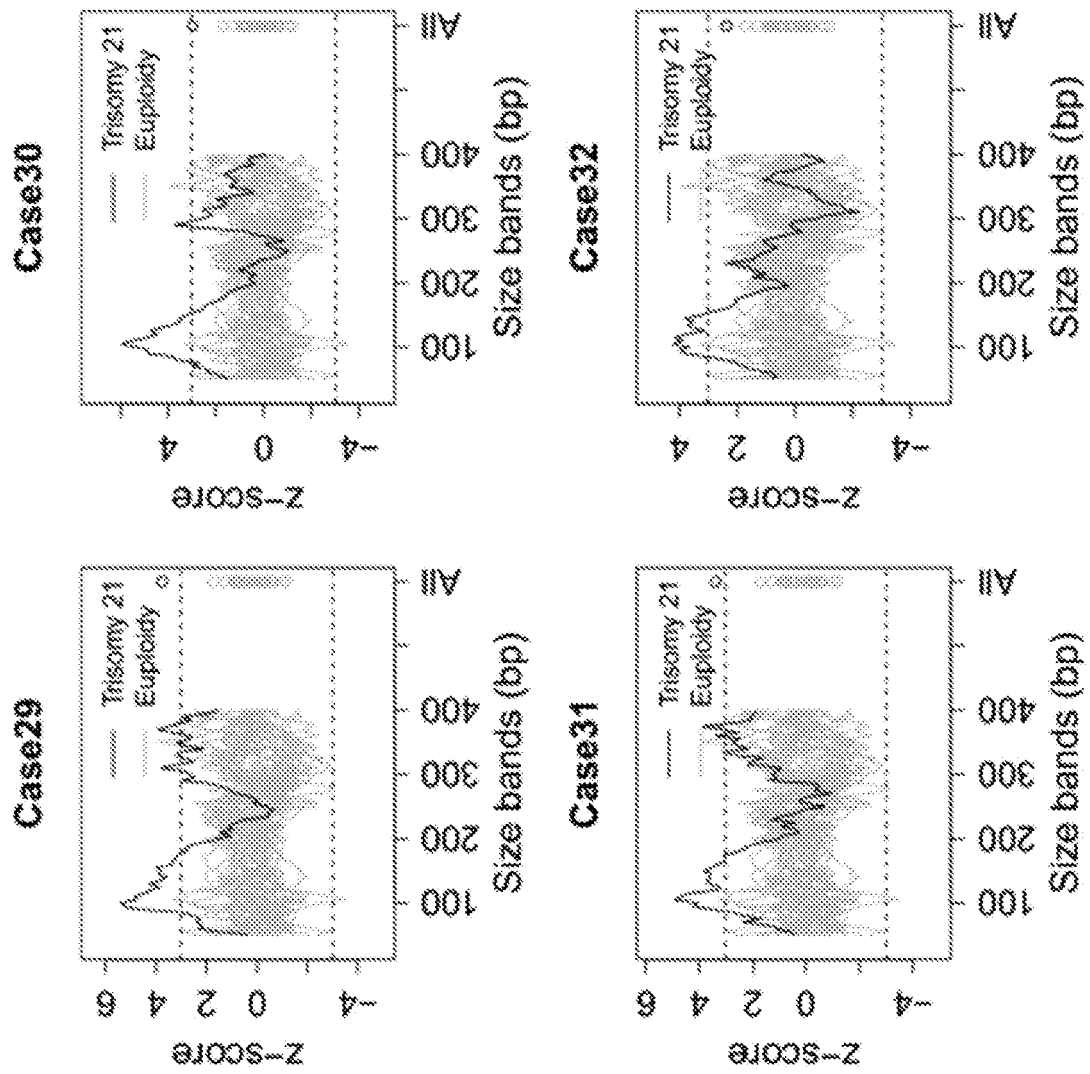 Case29
z-score
6
4
2
0
-4
Trisomy 21
Euploidy
100
200
300
400
All
Size bands (bp)
Case30
z-score
4
0
-4
Trisomy 21
Euploidy
100
200
300
400
All
Size bands (bp)
Case31
z-score
6
4
2
0
-4
Trisomy 21
Euploidy
100
200
300
400
All
Size bands (bp)
Case32
z-score
4
2
0
-4
Trisomy 21
Euploidy
100
200
300
400
All
Size bands (bp)